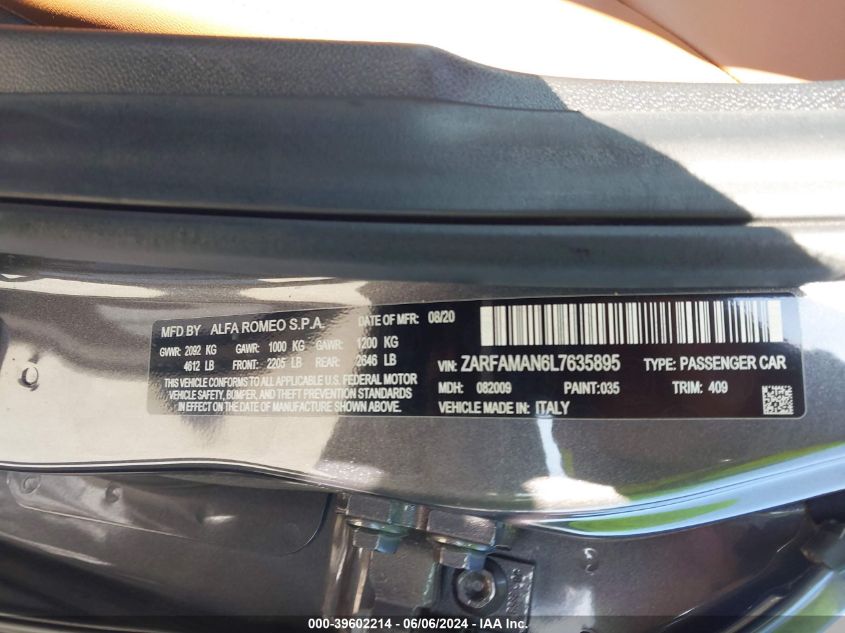 MFD BY ALFA ROMEO S.P.A. DATE OF MFR: 08/20
GVWR: 2092 KG GAWR: 1000 KG GAWR: 1200 KG
4612 LB FRONT: 2205 LB REAR: 2646 LB
THIS VEHICLE CONFORMS TO ALL APPLICABLE U.S. FEDERAL MOTOR
VEHICLE SAFETY, BUMPER, AND THEFT PREVENTION STANDARDS
IN EFFECT ON THE DATE OF MANUFACTURE SHOWN ABOVE.
VIN: ZARFAMAN6L7635895 TYPE: PASSENGER CAR
MDH: 082009 PAINT:035 TRIM: 409
VEHICLE MADE IN: ITALY
000-39602214 - 06/06/2024 - IAA Inc.